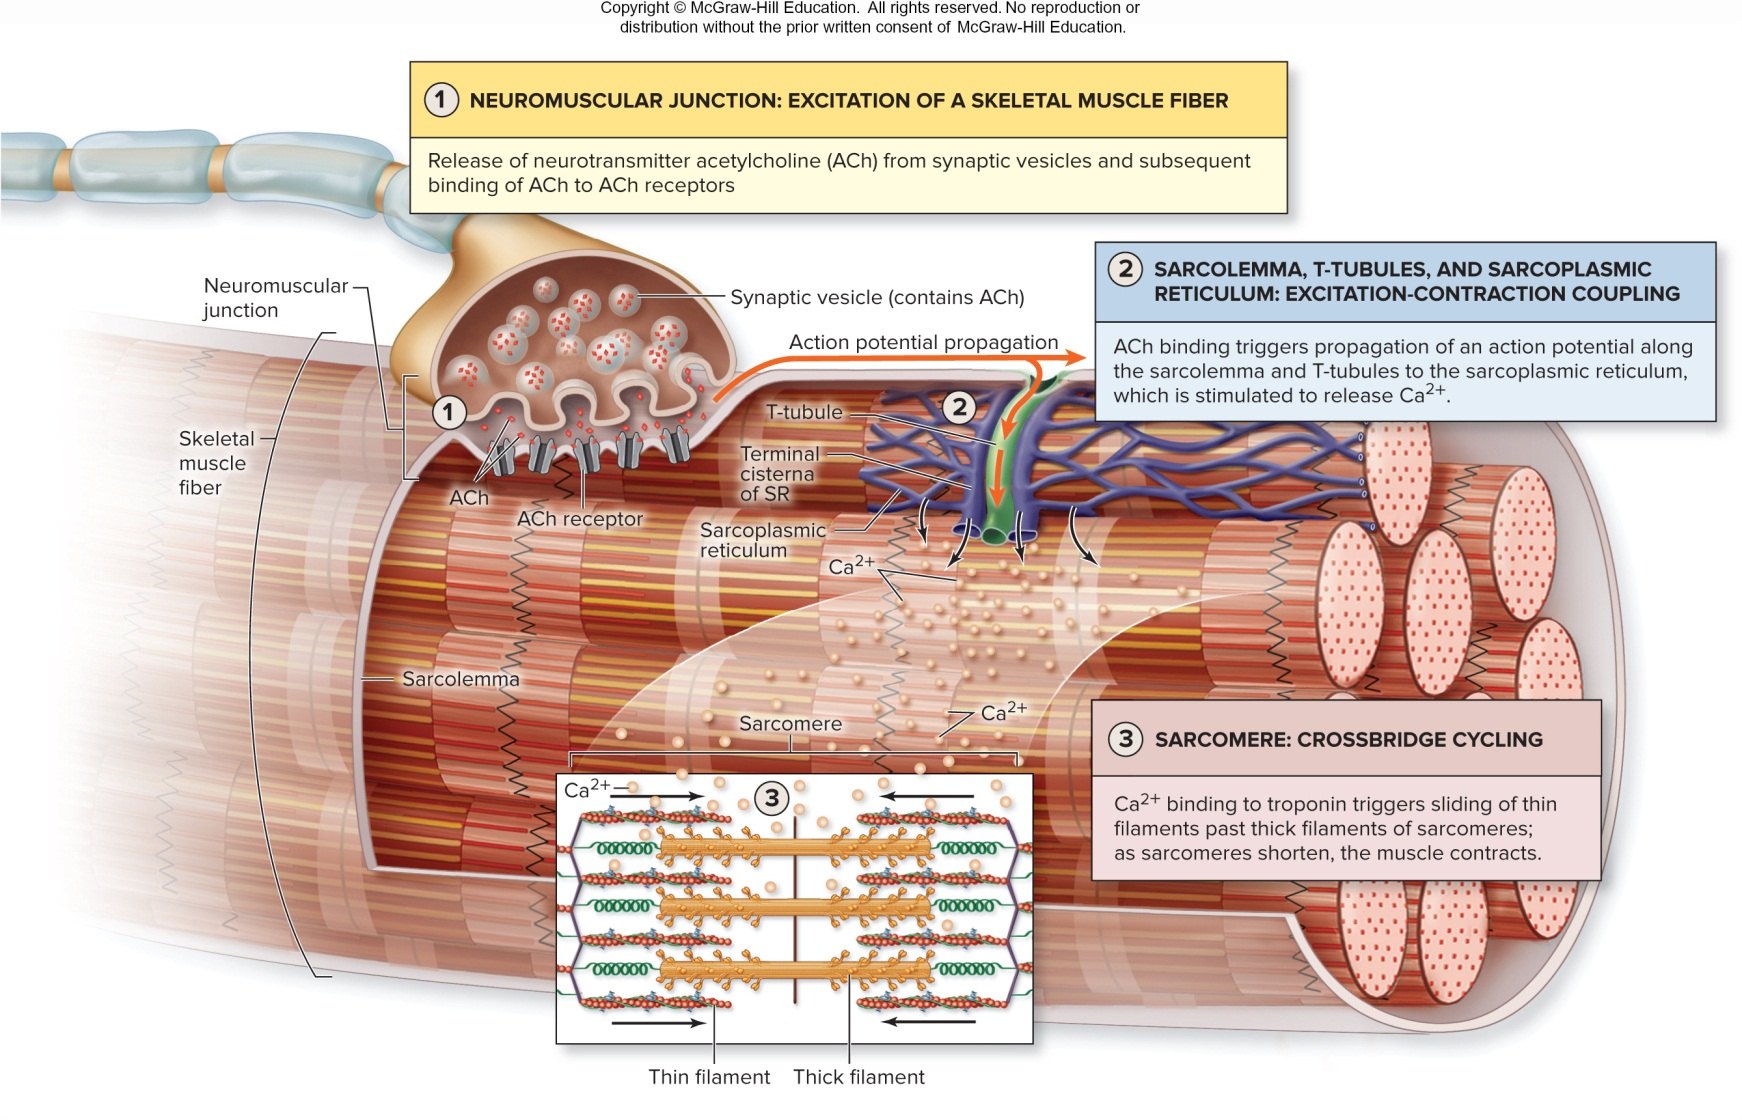 Copyright © McGraw-Hill Education. All rights reserved. No reproduction or
distribution without the prior written consent of McGraw-Hill Education.
1 NEUROMUSCULAR JUNCTION: EXCITATION OF A SKELETAL MUSCLE FIBER
Release of neurotransmitter acetylcholine (ACh) from synaptic vesicles and subsequent
binding of ACh to ACh receptors
2 SARCOLEMMA, T-TUBULES, AND SARCOPLASMIC
RETICULUM: EXCITATION-CONTRACTION COUPLING
ACh binding triggers propagation of an action potential along
the sarcolemma and T-tubules to the sarcoplasmic reticulum,
which is stimulated to release Ca²⁺.
Neuromuscular
junction
Synaptic vesicle (contains ACh)
Action potential propagation
1
2
T-tubule
Skeletal
muscle
fiber
Terminal
cisterna
of SR
ACh
ACh receptor
Sarcoplasmic
reticulum
Ca²⁺
Sarcolemma
Ca²⁺
Sarcomere
3 SARCOMERE: CROSSBRIDGE CYCLING
Ca²⁺ binding to troponin triggers sliding of thin
filaments past thick filaments of sarcomeres;
as sarcomeres shorten, the muscle contracts.
Ca²⁺
3
Thin filament
Thick filament